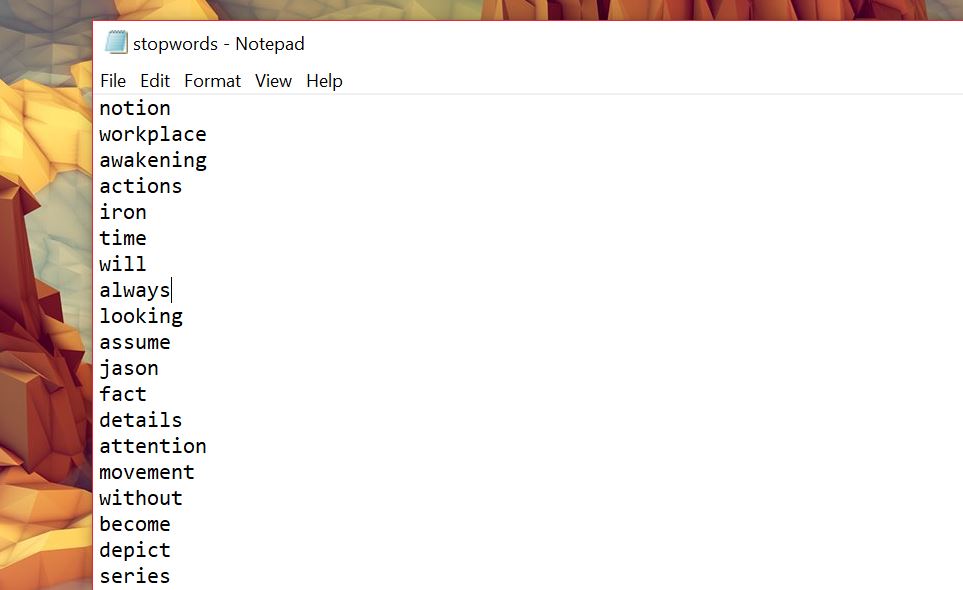 stopwords - Notepad
File Edit Format View Help
notion
workplace
awakening
actions
iron
time
will
always
looking
assume
jason
fact
details
attention
movement
without
become
depict
series